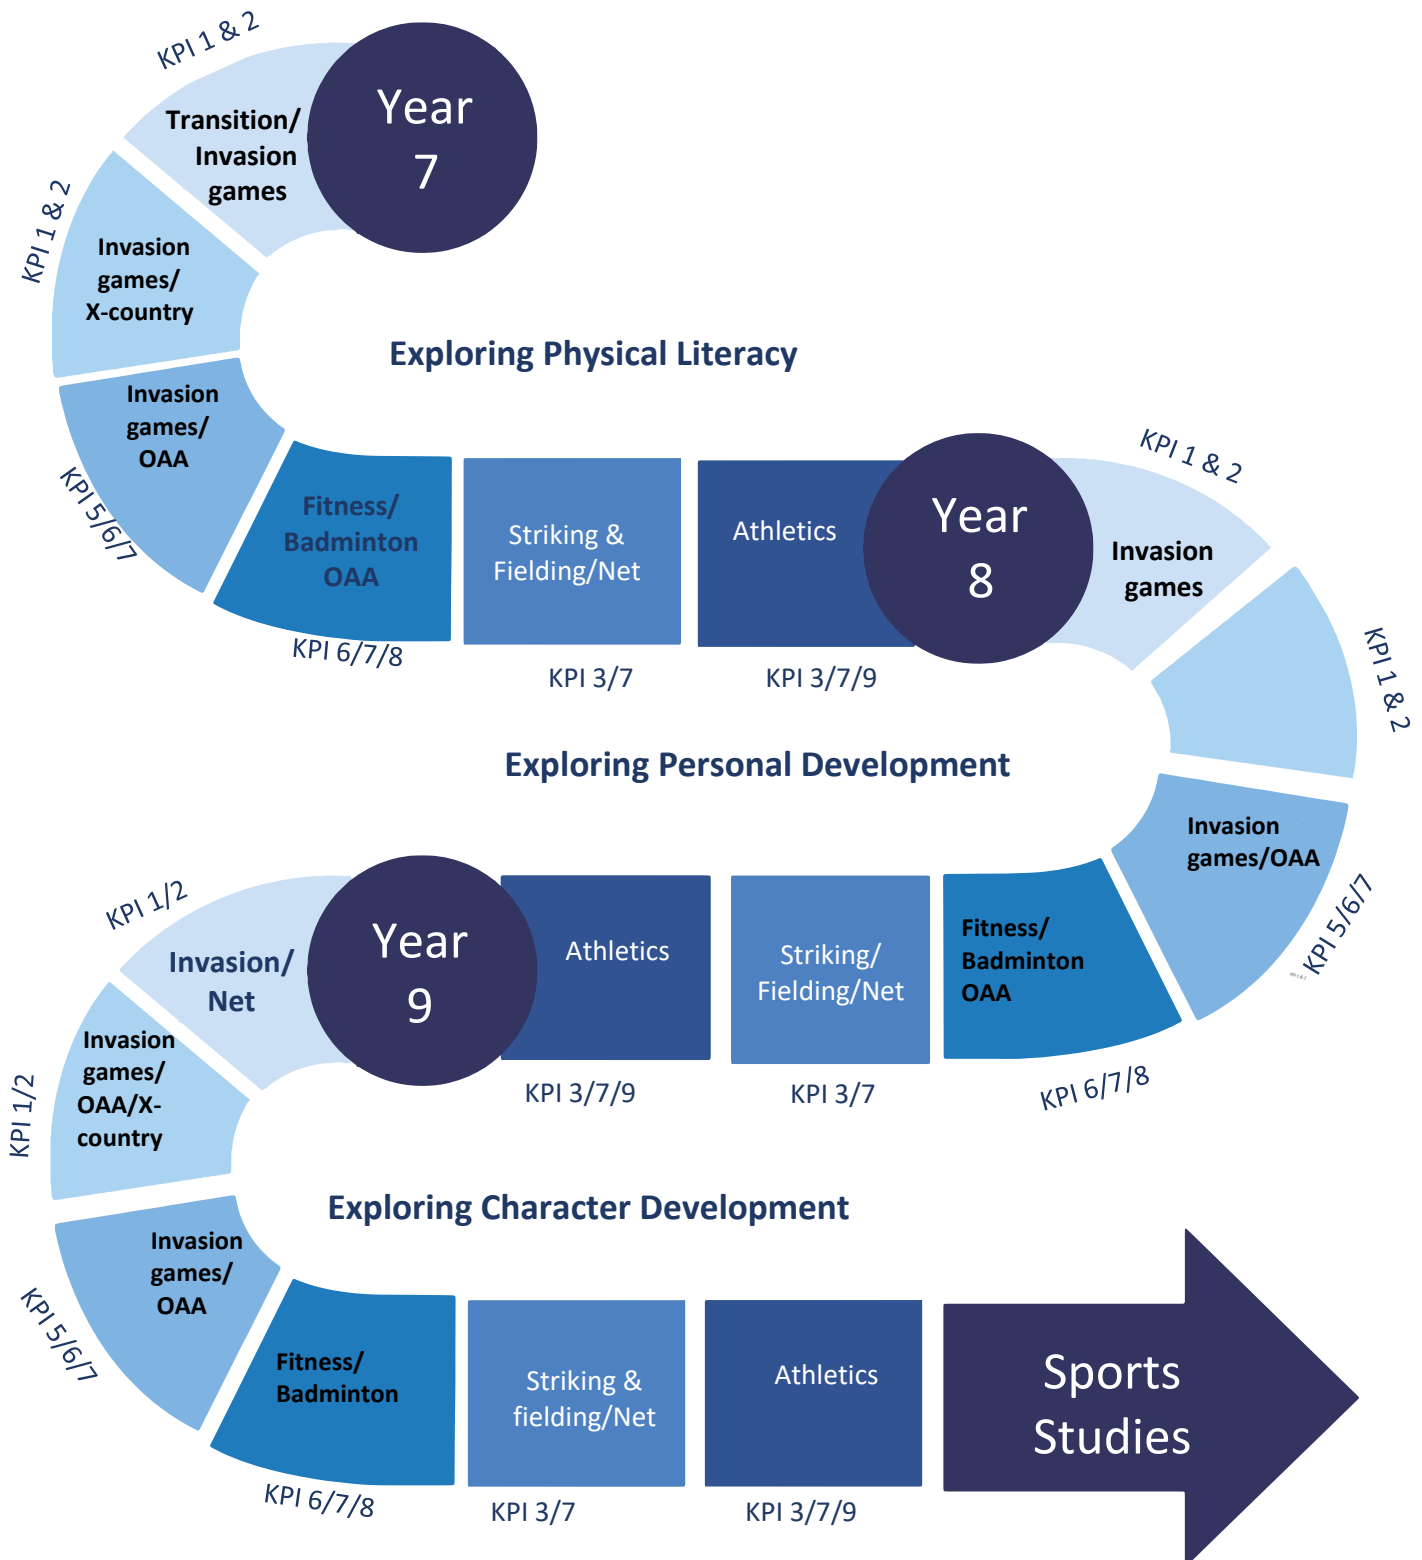 KPI 1 & 2
Year
7
Transition/
Invasion
games
KPI 1 & 2
Invasion
games/
X-country
Exploring Physical Literacy
Invasion
games/
OAA
KPI 5/6/7
Fitness/
Badminton
OAA
KPI 6/7/8
Striking &
Fielding/Net
KPI 3/7
Athletics
KPI 3/7/9
Year
8
KPI 1 & 2
Invasion
games
KPI 1 & 2
Exploring Personal Development
Invasion
games/OAA
KPI 5/6/7
Fitness/
Badminton
OAA
KPI 6/7/8
Striking/
Fielding/Net
KPI 3/7
Athletics
KPI 3/7/9
Year
9
KPI 1/2
Invasion/
Net
KPI 1/2
Invasion
games/
OAA/X-
country
Exploring Character Development
Invasion
games/
OAA
KPI 5/6/7
Fitness/
Badminton
KPI 6/7/8
Striking &
fielding/Net
KPI 3/7
Athletics
KPI 3/7/9
Sports
Studies